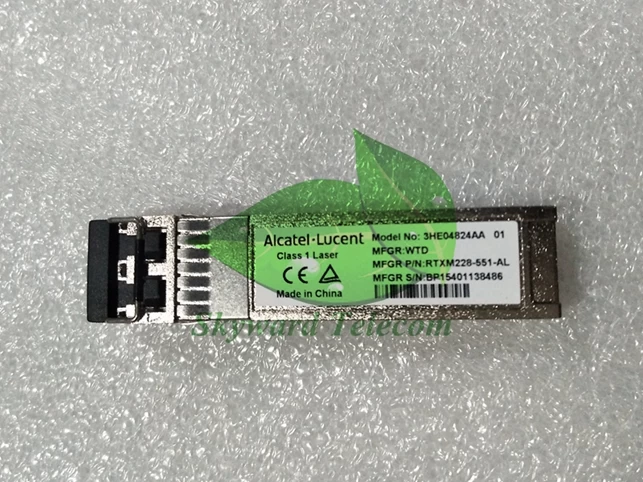 Alcatel·Lucent
Class 1 Laser
CE
Made in China
Model No: 3HE04824AA 01
MFGR:WTD
MFGR P/N:RTXM228-551-AL
MFGR S/N:BP15401138486
Skyward Telecom